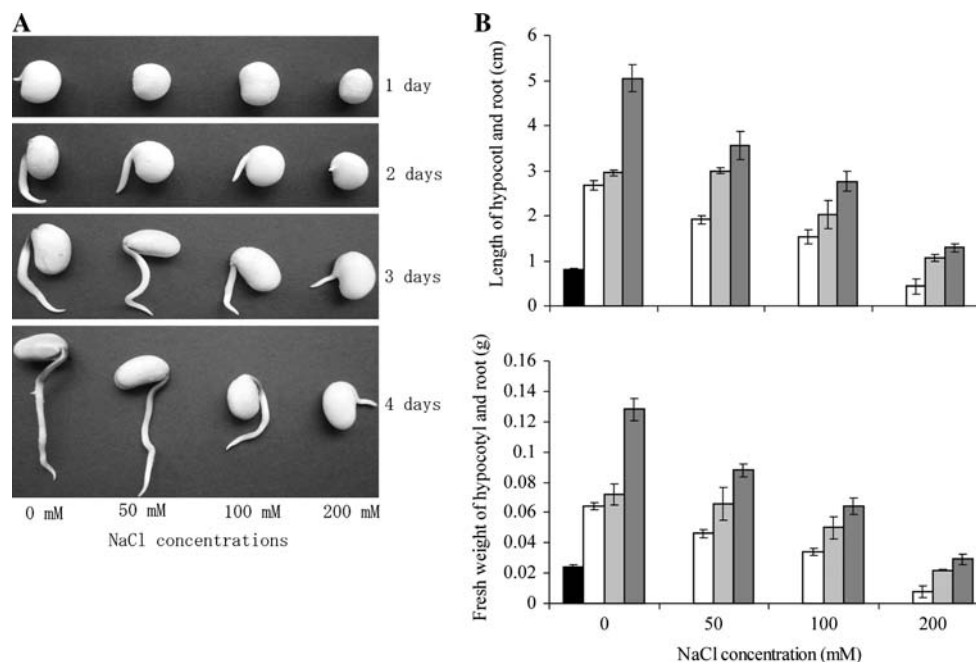 A
1 day
2 days
3 days
4 days
0 mM
50 mM
100 mM
200 mM
NaCl concentrations
B
Length of hypocotl and root (cm)
6
5
4
3
2
1
0
Fresh weight of hypocotyl and root (g)
0.16
0.14
0.12
0.1
0.08
0.06
0.04
0.02
0
0
50
100
200
NaCl concentration (mM)